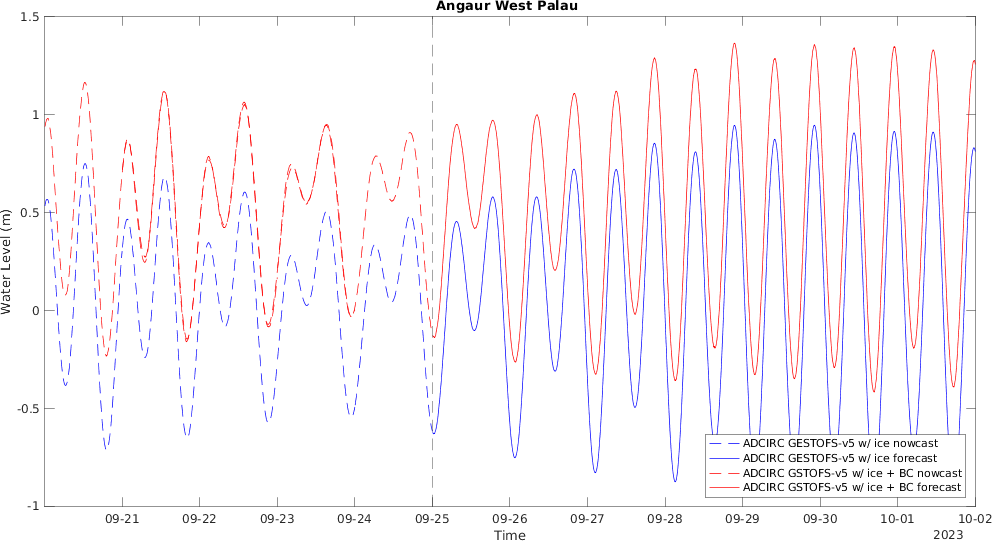 Angaur West Palau
1.5
1
0.5
0
-0.5
-1
Water Level (m)
ADCIRC GESTOFS-v5 w/ ice nowcast
ADCIRC GESTOFS-v5 w/ ice forecast
ADCIRC GSTOFS-v5 w/ ice + BC nowcast
ADCIRC GSTOFS-v5 w/ ice + BC forecast
09-21 09-22 09-23 09-24 09-25 09-26 09-27 09-28 09-29 09-30 10-01 10-02
Time
2023